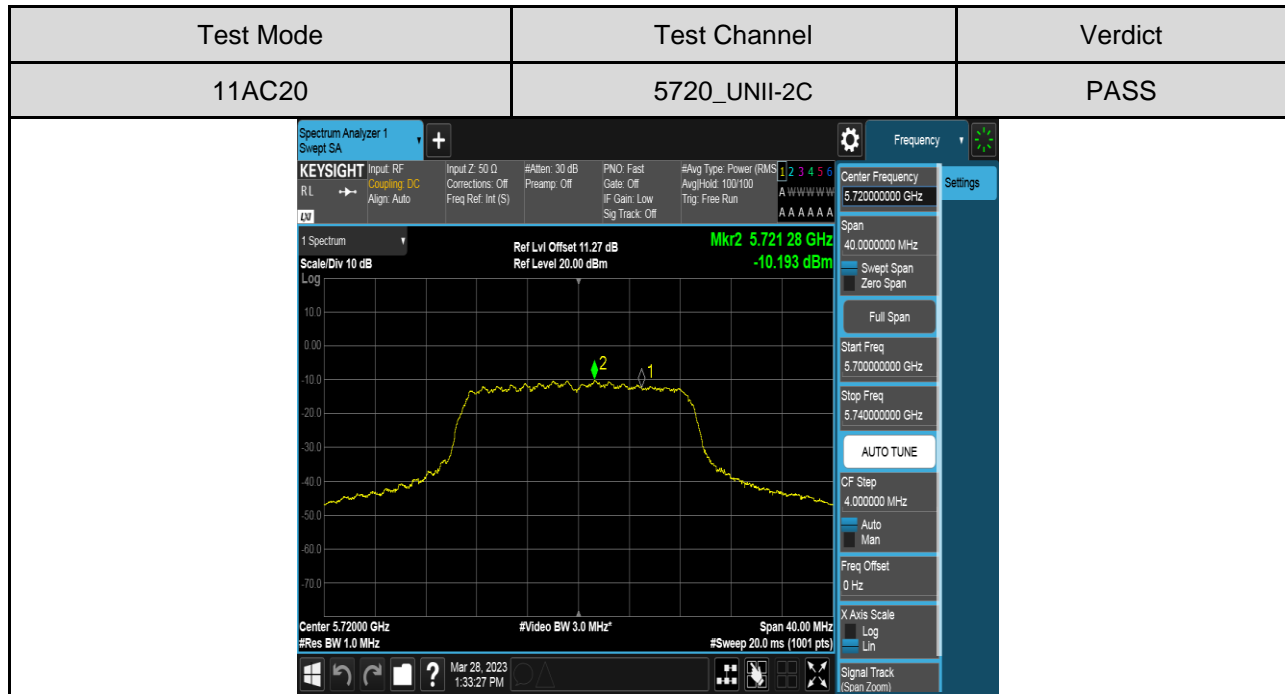 Test Mode Test Channel Verdict
11AC20 5720_UNII-2C PASS
Spectrum Analyzer 1
Swept SA
+
Frequency
KEYSIGHT
RL
LXI
Input: RF
Coupling: DC
Align: Auto
Input Z: 50 Ω
Corrections: Off
Freq Ref: Int (S)
#Atten: 30 dB
Preamp: Off
PNO: Fast
Gate: Off
IF Gain: Low
Sig Track: Off
#Avg Type: Power (RMS
Avg|Hold: 100/100
Trig: Free Run
1 2 3 4 5 6
A W W W W W
A A A A A A
1 Spectrum
Scale/Div 10 dB
Ref Lvl Offset 11.27 dB
Ref Level 20.00 dBm
Mkr2 5.721 28 GHz
-10.193 dBm
Log
10.0
0.00
-10.0
-20.0
-30.0
-40.0
-50.0
-60.0
-70.0
2
1
Center 5.72000 GHz
#Res BW 1.0 MHz
#Video BW 3.0 MHz*
Span 40.00 MHz
#Sweep 20.0 ms (1001 pts)
Center Frequency
5.720000000 GHz
Settings
Span
40.0000000 MHz
Swept Span
Zero Span
Full Span
Start Freq
5.700000000 GHz
Stop Freq
5.740000000 GHz
AUTO TUNE
CF Step
4.000000 MHz
Auto
Man
Freq Offset
0 Hz
X Axis Scale
Log
Lin
Signal Track
(Span Zoom)
?
Mar 28, 2023
1:33:27 PM